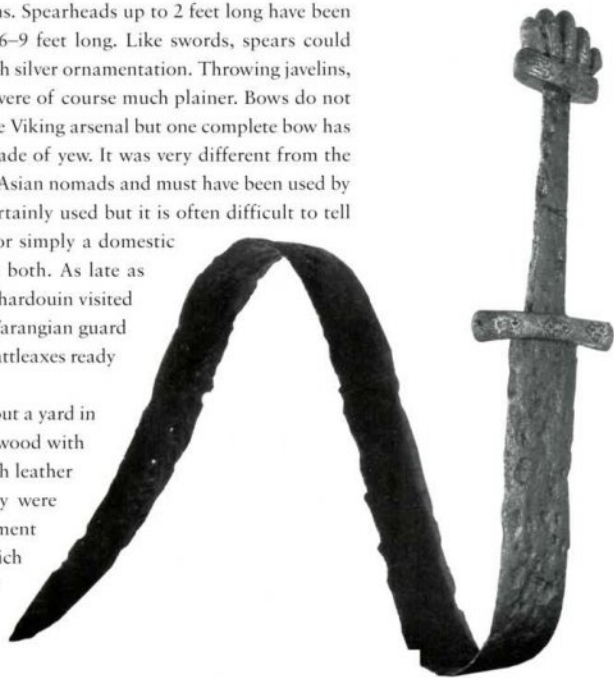 ns. Spearheads up to 2 feet long have been
6–9 feet long. Like swords, spears could
h silver ornamentation. Throwing javelins,
were of course much plainer. Bows do not
e Viking arsenal but one complete bow has
ade of yew. It was very different from the
Asian nomads and must have been used by
rtainly used but it is often difficult to tell
or simply a domestic
both. As late as
hardouin visited
arangian guard
attleaxes ready
out a yard in
wood with
h leather
y were
ment
ich